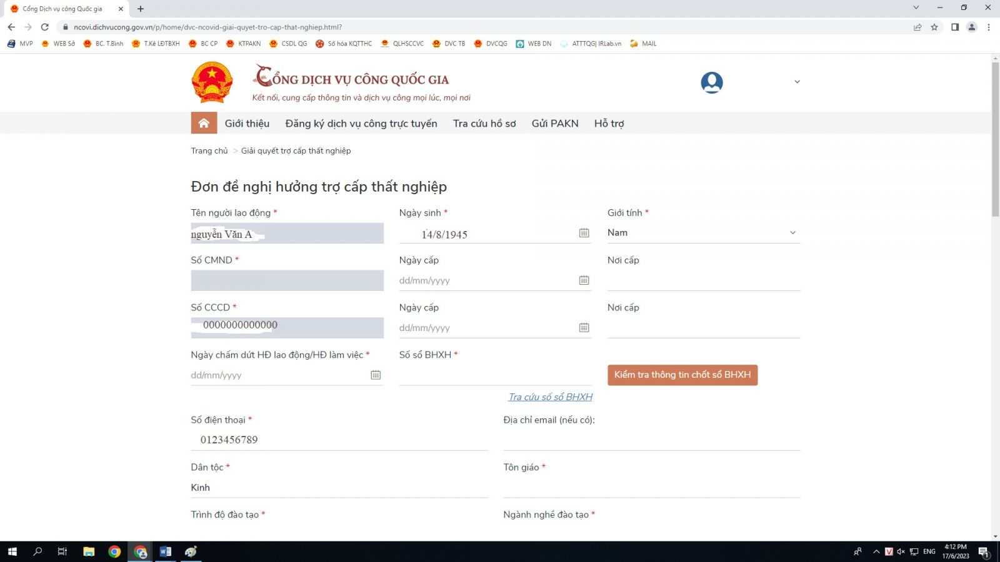 Cổng Dịch vụ công Quốc gia
ncovi.dichvucong.gov.vn/p/home/dvc-ncovid-giai-quyet-tro-cap-that-nghiep.html?
MVP WEB Sở BC. T.Bình T.Kê LĐTBXH BC CP KTPAKN CSDL QG Số hóa KQTTHC QLHSCCVC DVC TB DVCQG WEB DN ATTTQG| IRLab.vn MAIL
CỔNG DỊCH VỤ CÔNG QUỐC GIA
Kết nối, cung cấp thông tin và dịch vụ công mọi lúc, mọi nơi
Giới thiệu Đăng ký dịch vụ công trực tuyến Tra cứu hồ sơ Gửi PAKN Hỗ trợ
Trang chủ > Giải quyết trợ cấp thất nghiệp
Đơn đề nghị hưởng trợ cấp thất nghiệp
Tên người lao động * Ngày sinh * Giới tính *
nguyễn Văn A 14/8/1945 Nam
Số CMND * Ngày cấp Nơi cấp
dd/mm/yyyy
Số CCCD * Ngày cấp Nơi cấp
0000000000000 dd/mm/yyyy
Ngày chấm dứt HĐ lao động/HĐ làm việc * Số sổ BHXH *
dd/mm/yyyy Kiểm tra thông tin chốt sổ BHXH
Tra cứu số sổ BHXH
Số điện thoại * Địa chỉ email (nếu có):
0123456789
Dân tộc * Tôn giáo *
Kinh
Trình độ đào tạo * Ngành nghề đào tạo *
ENG 4:12 PM
17/6/2023 1